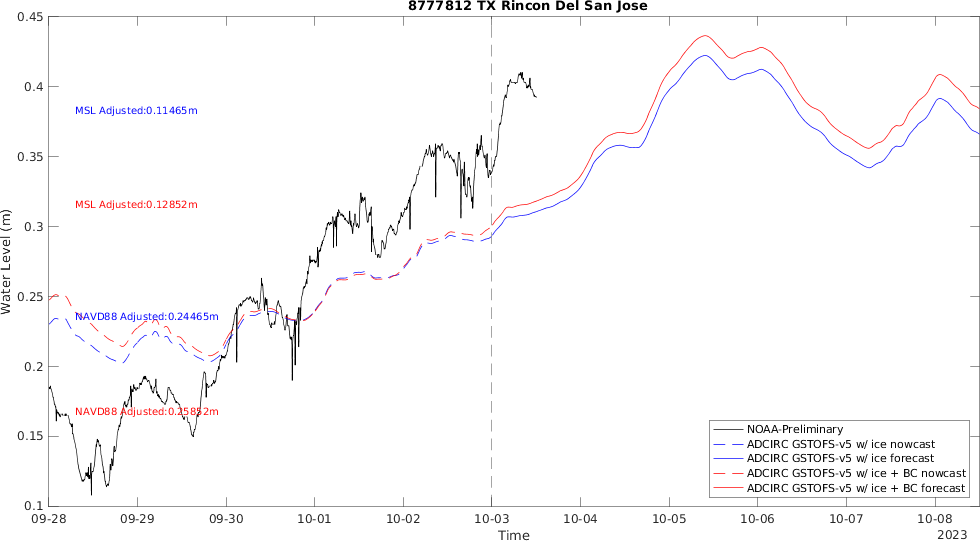 8777812 TX Rincon Del San Jose
0.45
0.4
0.35
0.3
0.25
0.2
0.15
0.1
Water Level (m)
MSL Adjusted:0.11465m
MSL Adjusted:0.12852m
NAVD88 Adjusted:0.24465m
NAVD88 Adjusted:0.25852m
NOAA-Preliminary
ADCIRC GSTOFS-v5 w/ ice nowcast
ADCIRC GSTOFS-v5 w/ ice forecast
ADCIRC GSTOFS-v5 w/ ice + BC nowcast
ADCIRC GSTOFS-v5 w/ ice + BC forecast
09-28 09-29 09-30 10-01 10-02 10-03 10-04 10-05 10-06 10-07 10-08
Time
2023